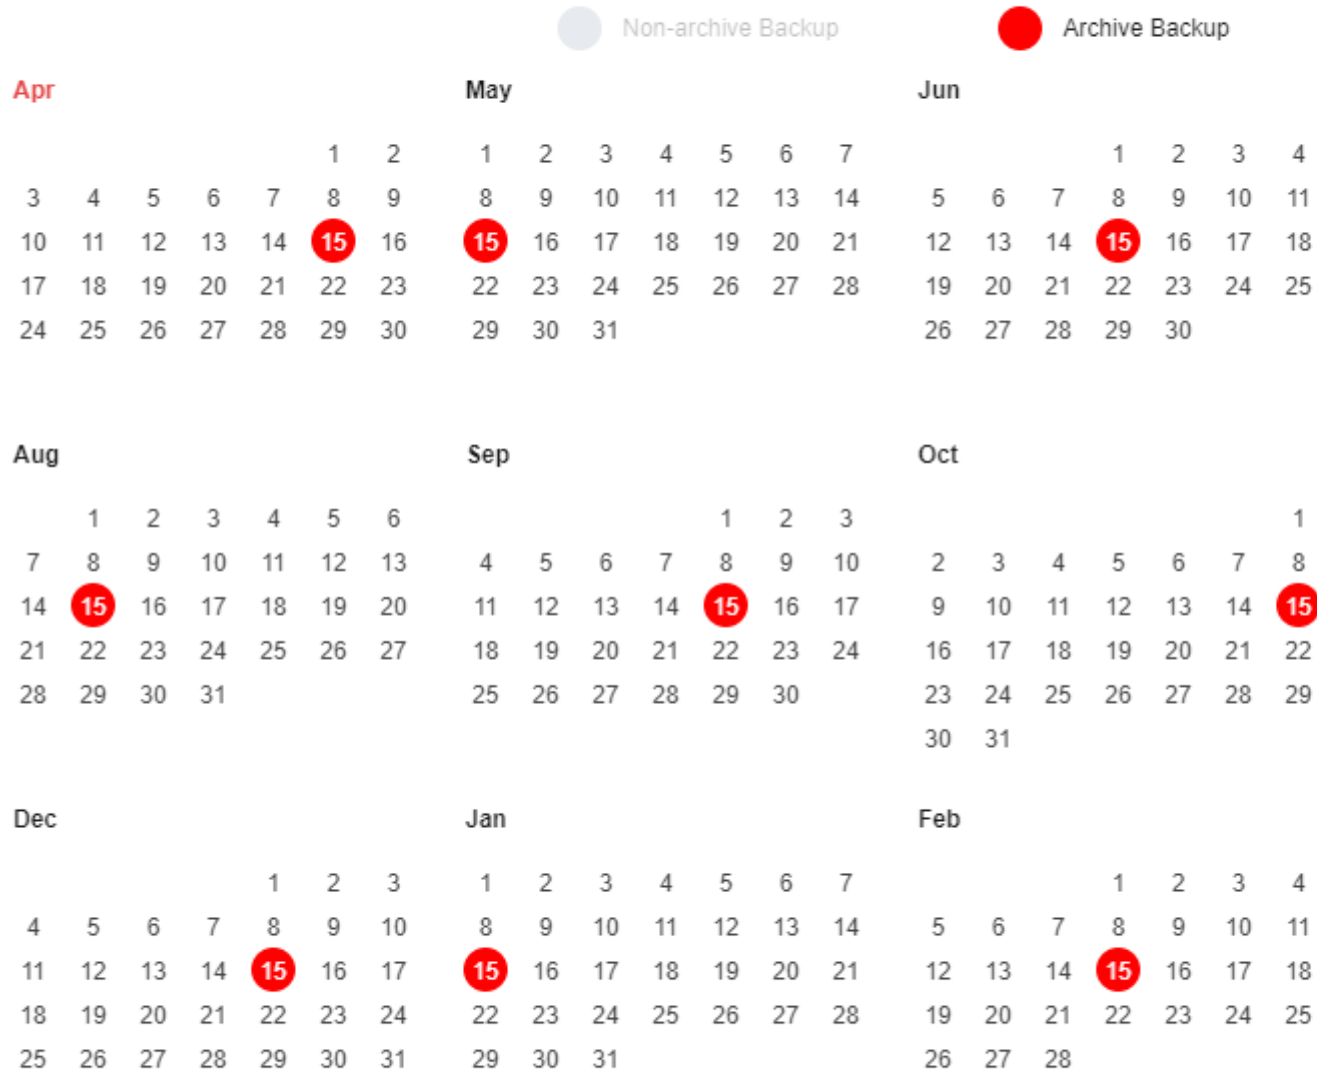 Non-archive Backup Archive Backup
Apr May Jun
1 2 1 2 3 4 5 6 7 1 2 3 4
3 4 5 6 7 8 9 8 9 10 11 12 13 14 5 6 7 8 9 10 11
10 11 12 13 14 15 16 15 16 17 18 19 20 21 12 13 14 15 16 17 18
17 18 19 20 21 22 23 22 23 24 25 26 27 28 19 20 21 22 23 24 25
24 25 26 27 28 29 30 29 30 31 26 27 28 29 30
Aug Sep Oct
1 2 3 4 5 6 1 2 3 1
7 8 9 10 11 12 13 4 5 6 7 8 9 10 2 3 4 5 6 7 8
14 15 16 17 18 19 20 11 12 13 14 15 16 17 9 10 11 12 13 14 15
21 22 23 24 25 26 27 18 19 20 21 22 23 24 16 17 18 19 20 21 22
28 29 30 31 25 26 27 28 29 30 23 24 25 26 27 28 29
30 31
Dec Jan Feb
1 2 3 1 2 3 4 5 6 7 1 2 3 4
4 5 6 7 8 9 10 8 9 10 11 12 13 14 5 6 7 8 9 10 11
11 12 13 14 15 16 17 15 16 17 18 19 20 21 12 13 14 15 16 17 18
18 19 20 21 22 23 24 22 23 24 25 26 27 28 19 20 21 22 23 24 25
25 26 27 28 29 30 31 29 30 31 26 27 28